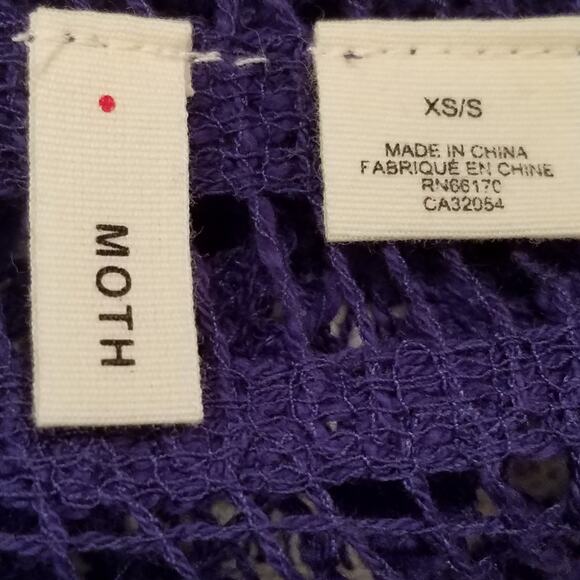 MOTH
XS/S
MADE IN CHINA
FABRIQUÉ EN CHINE
RN66170
CA32054